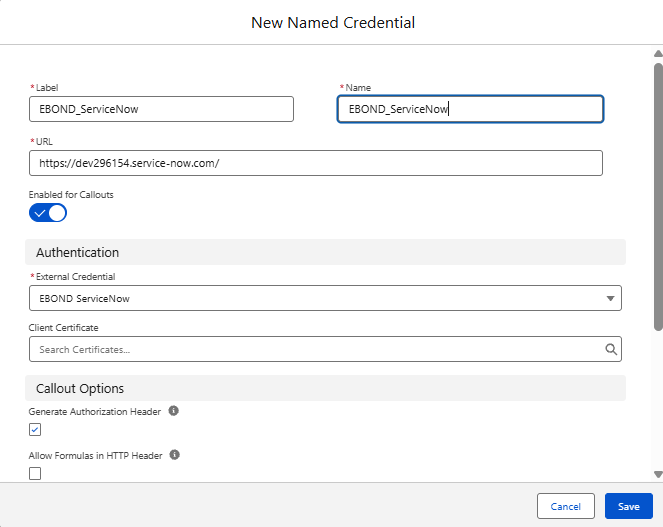 New Named Credential
*Label
*Name
EBOND_ServiceNow
EBOND_ServiceNow
*URL
https://dev296154.service-now.com/
Enabled for Callouts
Authentication
*External Credential
EBOND ServiceNow
Client Certificate
Search Certificates...
Callout Options
Generate Authorization Header
Allow Formulas in HTTP Header
Cancel
Save